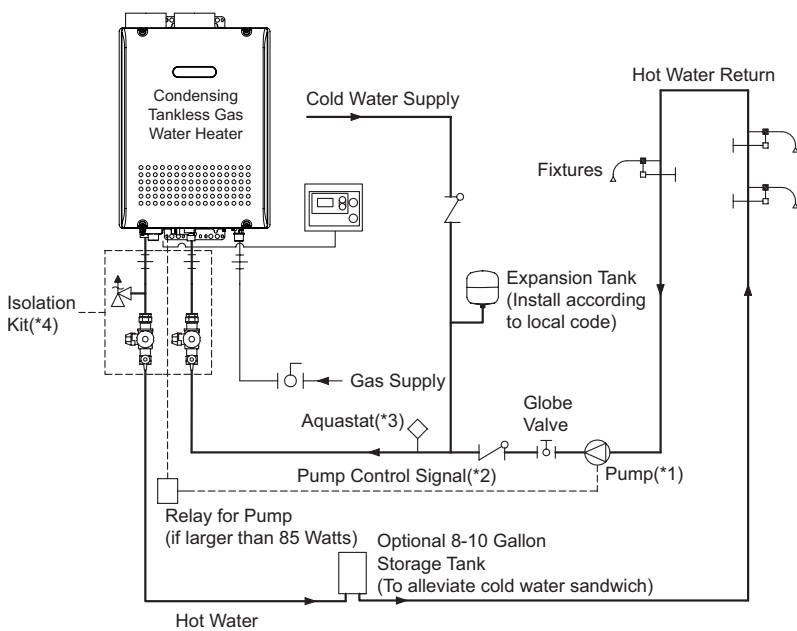 Hot Water Return
Condensing
Tankless Gas
Water Heater
Cold Water Supply
Fixtures
Expansion Tank
(Install according
to local code)
Isolation
Kit(*4)
Gas Supply
Globe
Valve
Aquastat(*3)
Pump Control Signal(*2)
Pump(*1)
Relay for Pump
(if larger than 85 Watts)
Optional 8-10 Gallon
Storage Tank
(To alleviate cold water sandwich)
Hot Water